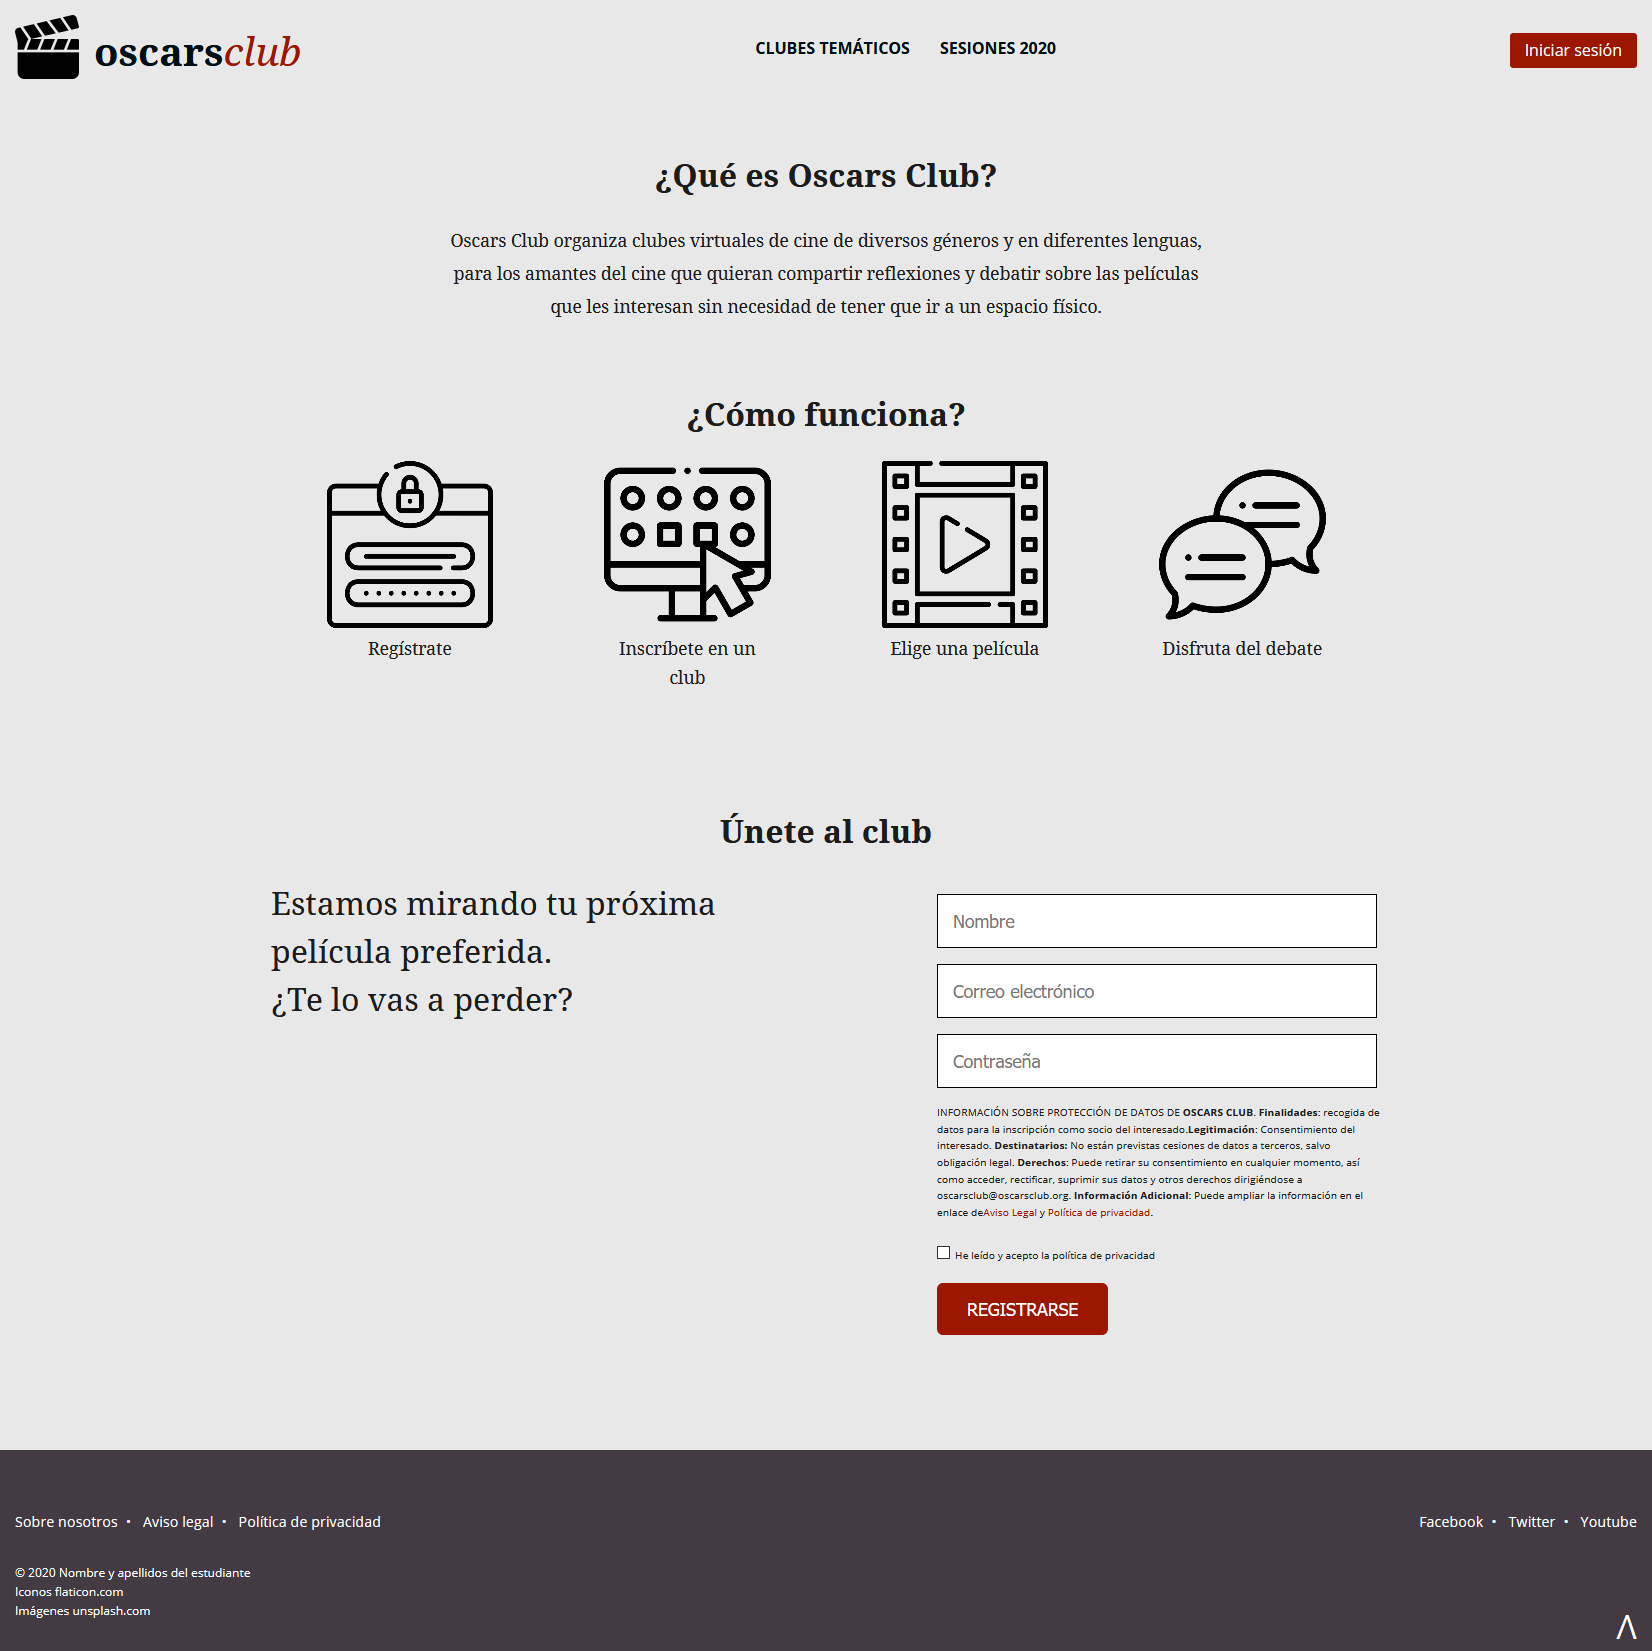 oscarsclub
CLUBES TEMÁTICOS
SESIONES 2020
Iniciar sesión
¿Qué es Oscars Club?
Oscars Club organiza clubes virtuales de cine de diversos géneros y en diferentes lenguas,
para los amantes del cine que quieran compartir reflexiones y debatir sobre las películas
que les interesan sin necesidad de tener que ir a un espacio físico.
¿Cómo funciona?
Regístrate
Inscríbete en un
club
Elige una película
Disfruta del debate
Únete al club
Estamos mirando tu próxima
película preferida.
¿Te lo vas a perder?
Nombre
Correo electrónico
Contraseña
INFORMACIÓN SOBRE PROTECCIÓN DE DATOS DE OSCARS CLUB. Finalidades: recogida de
datos para la inscripción como socio del interesado.Legitimación: Consentimiento del
interesado. Destinatarios: No están previstas cesiones de datos a terceros, salvo
obligación legal. Derechos: Puede retirar su consentimiento en cualquier momento, así
como acceder, rectificar, suprimir sus datos y otros derechos dirigiéndose a
oscarsclub@oscarsclub.org. Información Adicional: Puede ampliar la información en el
enlace deAviso Legal y Política de privacidad.
He leído y acepto la política de privacidad
REGISTRARSE
Sobre nosotros • Aviso legal • Política de privacidad
Facebook • Twitter • Youtube
© 2020 Nombre y apellidos del estudiante
Iconos flaticon.com
Imágenes unsplash.com